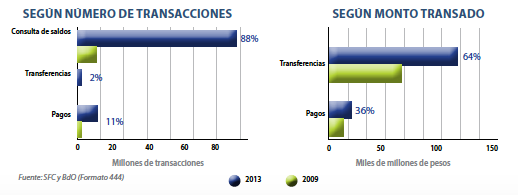 SEGÚN NÚMERO DE TRANSACCIONES
Consulta de saldos
88%
Transferencias
2%
Pagos
11%
0 20 40 60 80 100
Millones de transacciones
SEGÚN MONTO TRANSADO
Transferencias
64%
Pagos
36%
0 50 100 150
Miles de millones de pesos
Fuente: SFC y BdO (Formato 444)
2013
2009